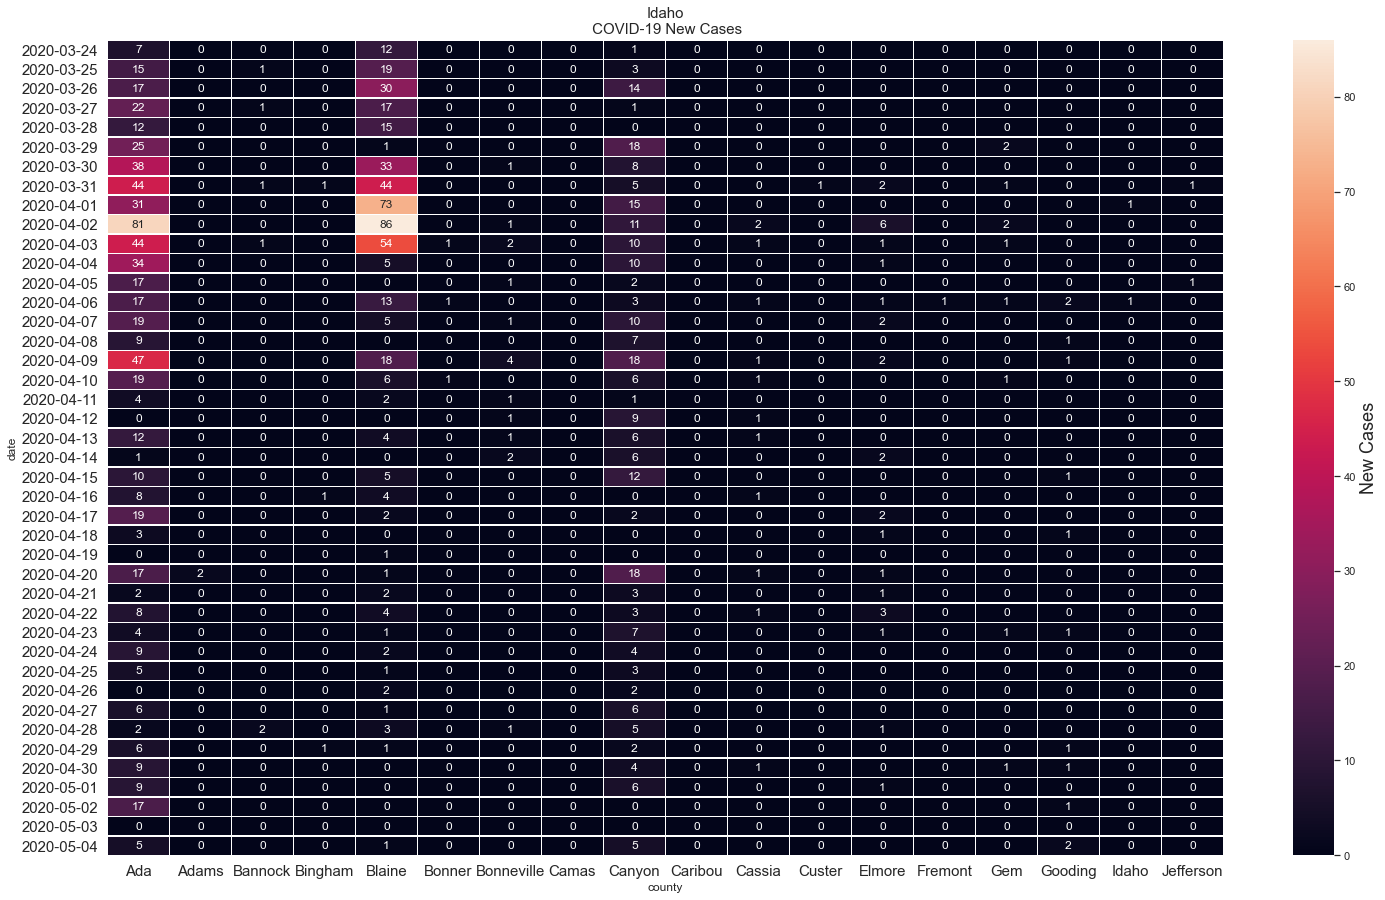 Idaho
COVID-19 New Cases
2020-03-24 7 0 0 0 12 0 0 0 1 0 0 0 0 0 0 0 0 0
2020-03-25 15 0 1 0 19 0 0 0 3 0 0 0 0 0 0 0 0 0
2020-03-26 17 0 0 0 30 0 0 0 14 0 0 0 0 0 0 0 0 0
2020-03-27 22 0 1 0 17 0 0 0 1 0 0 0 0 0 0 0 0 0
2020-03-28 12 0 0 0 15 0 0 0 0 0 0 0 0 0 0 0 0 0
2020-03-29 25 0 0 0 1 0 0 0 18 0 0 0 0 0 2 0 0 0
2020-03-30 38 0 0 0 33 0 1 0 8 0 0 0 0 0 0 0 0 0
2020-03-31 44 0 1 1 44 0 0 0 5 0 0 1 2 0 1 0 0 1
2020-04-01 31 0 0 0 73 0 0 0 15 0 0 0 0 0 0 0 1 0
2020-04-02 81 0 0 0 86 0 1 0 11 0 2 0 6 0 2 0 0 0
2020-04-03 44 0 1 0 54 1 2 0 10 0 1 0 1 0 1 0 0 0
2020-04-04 34 0 0 0 5 0 0 0 10 0 0 0 1 0 0 0 0 0
2020-04-05 17 0 0 0 0 0 1 0 2 0 0 0 0 0 0 0 0 1
2020-04-06 17 0 0 0 13 1 0 0 3 0 1 0 1 1 1 2 1 0
2020-04-07 19 0 0 0 5 0 1 0 10 0 0 0 2 0 0 0 0 0
2020-04-08 9 0 0 0 0 0 0 0 7 0 0 0 0 0 0 1 0 0
2020-04-09 47 0 0 0 18 0 4 0 18 0 1 0 2 0 0 1 0 0
2020-04-10 19 0 0 0 6 1 0 0 6 0 1 0 0 0 1 0 0 0
2020-04-11 4 0 0 0 2 0 1 0 1 0 0 0 0 0 0 0 0 0
2020-04-12 0 0 0 0 0 0 1 0 9 0 1 0 0 0 0 0 0 0
2020-04-13 12 0 0 0 4 0 1 0 6 0 1 0 0 0 0 0 0 0
2020-04-14 1 0 0 0 0 0 2 0 6 0 0 0 2 0 0 0 0 0
2020-04-15 10 0 0 0 5 0 0 0 12 0 0 0 0 0 0 1 0 0
2020-04-16 8 0 0 1 4 0 0 0 0 0 1 0 0 0 0 0 0 0
2020-04-17 19 0 0 0 2 0 0 0 2 0 0 0 2 0 0 0 0 0
2020-04-18 3 0 0 0 0 0 0 0 0 0 0 0 1 0 0 1 0 0
2020-04-19 0 0 0 0 1 0 0 0 0 0 0 0 0 0 0 0 0 0
2020-04-20 17 2 0 0 1 0 0 0 18 0 1 0 1 0 0 0 0 0
2020-04-21 2 0 0 0 2 0 0 0 3 0 0 0 1 0 0 0 0 0
2020-04-22 8 0 0 0 4 0 0 0 3 0 1 0 3 0 0 0 0 0
2020-04-23 4 0 0 0 1 0 0 0 7 0 0 0 1 0 1 1 0 0
2020-04-24 9 0 0 0 2 0 0 0 4 0 0 0 0 0 0 0 0 0
2020-04-25 5 0 0 0 1 0 0 0 3 0 0 0 0 0 0 0 0 0
2020-04-26 0 0 0 0 2 0 0 0 2 0 0 0 0 0 0 0 0 0
2020-04-27 6 0 0 0 1 0 0 0 6 0 0 0 0 0 0 0 0 0
2020-04-28 2 0 2 0 3 0 1 0 5 0 0 0 1 0 0 0 0 0
2020-04-29 6 0 0 1 1 0 0 0 2 0 0 0 0 0 0 1 0 0
2020-04-30 9 0 0 0 0 0 0 0 4 0 1 0 0 0 1 1 0 0
2020-05-01 9 0 0 0 0 0 0 0 6 0 0 0 1 0 0 0 0 0
2020-05-02 17 0 0 0 0 0 0 0 0 0 0 0 0 0 0 1 0 0
2020-05-03 0 0 0 0 0 0 0 0 0 0 0 0 0 0 0 0 0 0
2020-05-04 5 0 0 0 1 0 0 0 5 0 0 0 0 0 0 2 0 0
Ada Adams Bannock Bingham Blaine Bonner Bonneville Camas Canyon Caribou Cassia Custer Elmore Fremont Gem Gooding Idaho Jefferson
county
date
80
70
60
50
40
30
20
10
0
New Cases